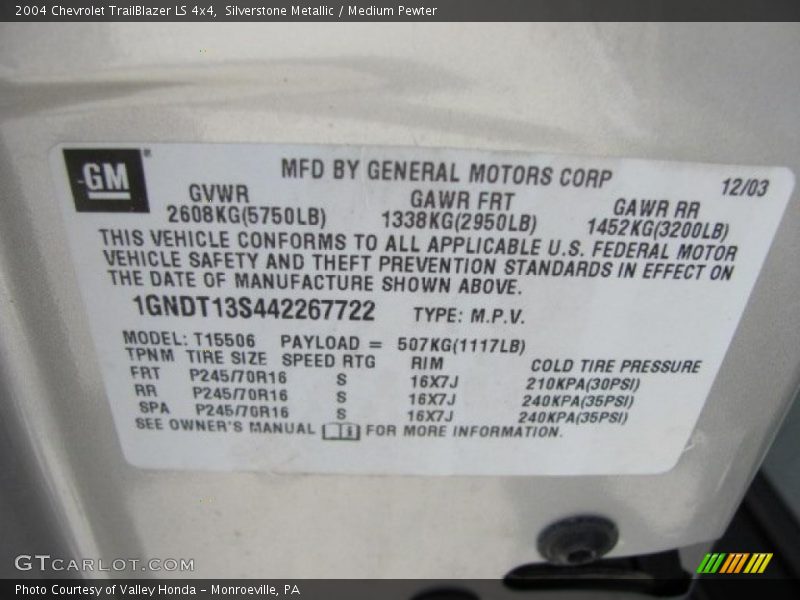 2004 Chevrolet TrailBlazer LS 4x4, Silverstone Metallic / Medium Pewter
GM
MFD BY GENERAL MOTORS CORP
12/03
GVWR GAWR FRT GAWR RR
2608KG(5750LB) 1338KG(2950LB) 1452KG(3200LB)
THIS VEHICLE CONFORMS TO ALL APPLICABLE U.S. FEDERAL MOTOR
VEHICLE SAFETY AND THEFT PREVENTION STANDARDS IN EFFECT ON
THE DATE OF MANUFACTURE SHOWN ABOVE.
1GNDT13S442267722 TYPE: M.P.V.
MODEL: T15506 PAYLOAD = 507KG(1117LB)
TPNM TIRE SIZE SPEED RTG RIM COLD TIRE PRESSURE
FRT P245/70R16 S 16X7J 210KPA(30PSI)
RR P245/70R16 S 16X7J 240KPA(35PSI)
SPA P245/70R16 S 16X7J 240KPA(35PSI)
SEE OWNER'S MANUAL FOR MORE INFORMATION.
GTCARLOT.COM
Photo Courtesy of Valley Honda - Monroeville, PA